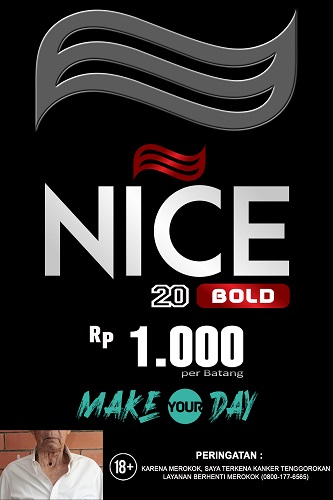 NICE
20 BOLD
Rp 1.000
per Batang
MAKE YOUR DAY
18+
PERINGATAN :
KARENA MEROKOK, SAYA TERKENA KANKER TENGGOROKAN
LAYANAN BERHENTI MEROKOK (0800-177-6565)